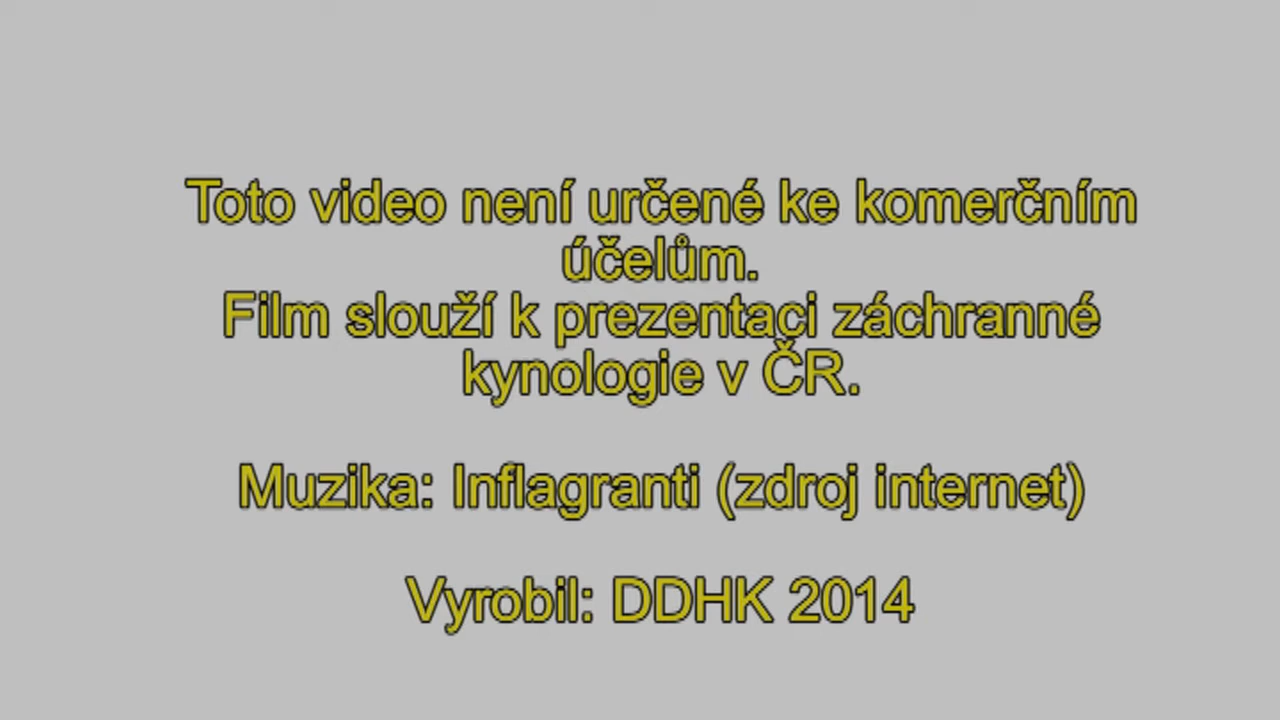 Toto video není určené ke komerčním
účelům.
Film slouží k prezentaci záchranné
kynologie v ČR.
Muzika: Inflagranti (zdroj internet)
Vyrobil: DDHK 2014